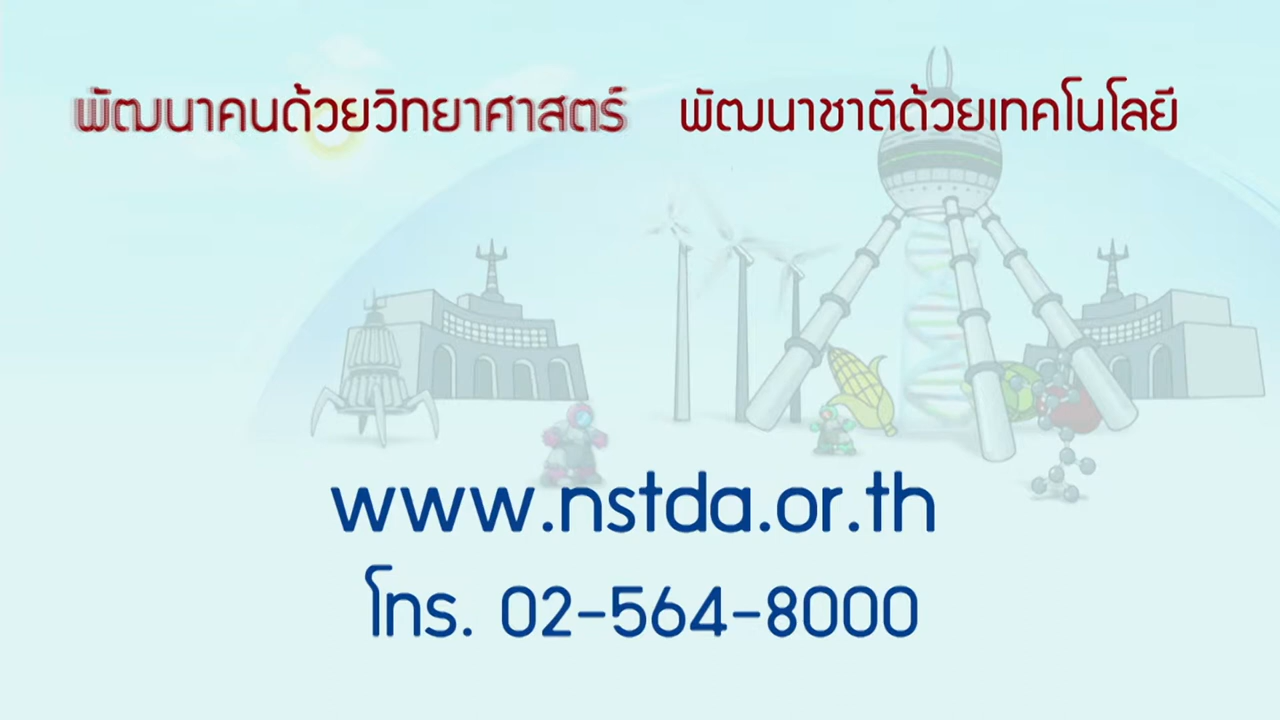 พัฒนาคนด้วยวิทยาศาสตร์ พัฒนาชาติด้วยเทคโนโลยี
www.nstda.or.th
โทร. 02-564-8000